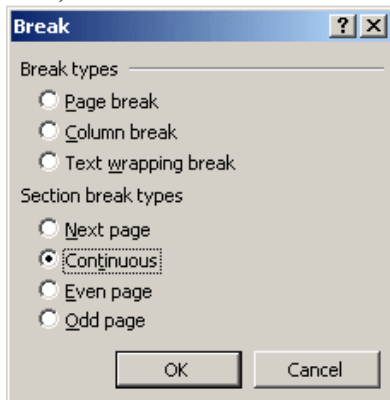 Break
Break types
Page break
Column break
Text wrapping break
Section break types
Next page
Continuous
Even page
Odd page
OK Cancel